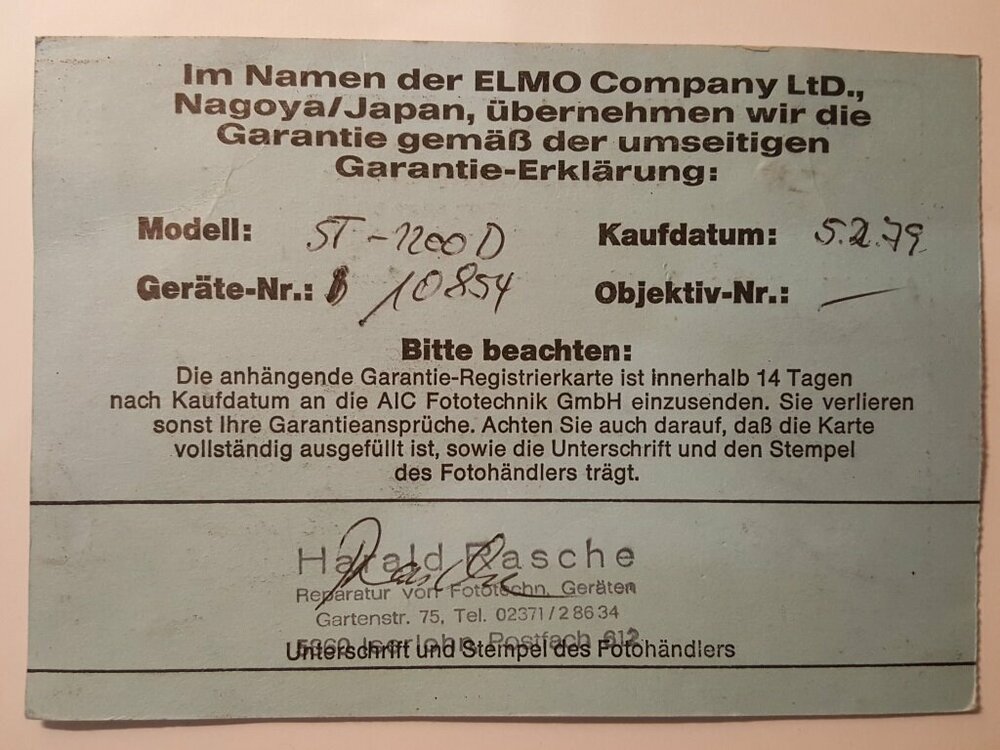 Im Namen der ELMO Company LtD.,
Nagoya/Japan, übernehmen wir die
Garantie gemäß der umseitigen
Garantie-Erklärung:
Modell: ST-1200D Kaufdatum: 5.2.79
Geräte-Nr.: 10854 Objektiv-Nr.: —
Bitte beachten:
Die anhängende Garantie-Registrierkarte ist innerhalb 14 Tagen
nach Kaufdatum an die AIC Fototechnik GmbH einzusenden. Sie verlieren
sonst Ihre Garantieansprüche. Achten Sie auch darauf, daß die Karte
vollständig ausgefüllt ist, sowie die Unterschrift und den Stempel
des Fotohändlers trägt.
Harald Rasche
Rasche
Reparatur von Fototechn. Geräten
Gartenstr. 75, Tel. 02371/28634
Iserlohn, Postfach 612
Unterschrift und Stempel des Fotohändlers